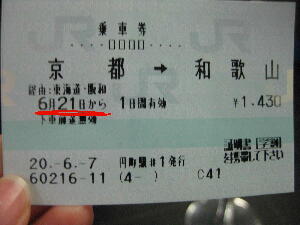 乗車券
京都 → 和歌山
経由:東海道・阪和
6月21日から 1日間有効 ¥1,430
下車前途無効
20.-6.-7 円町駅#1発行
60216-11 (4- ) C41